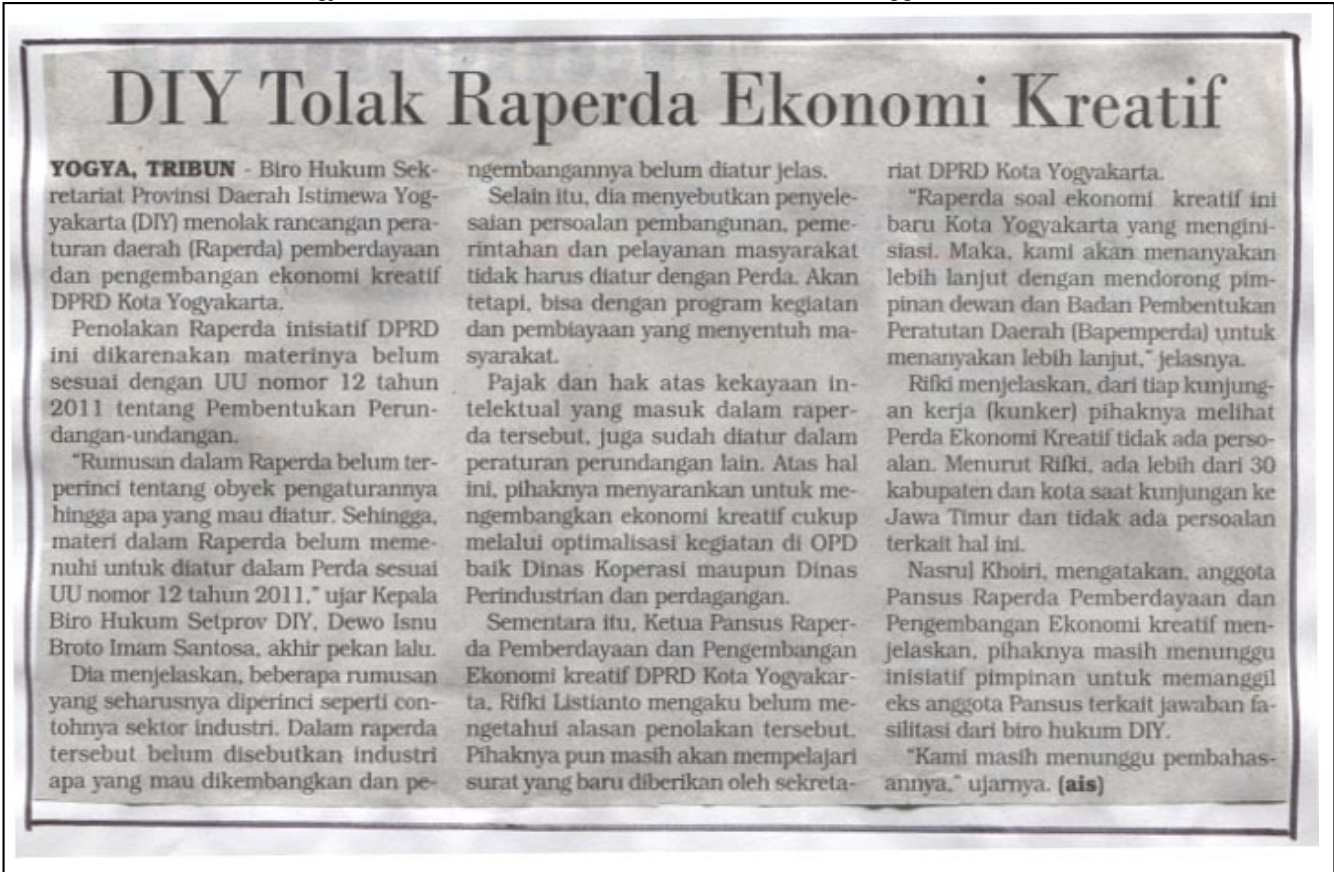 DIY Tolak Raperda Ekonomi Kreatif
YOGYA, TRIBUN - Biro Hukum Sek-
retariat Provinsi Daerah Istimewa Yog-
yakarta (DIY) menolak rancangan pera-
turan daerah (Raperda) pemberdayaan
dan pengembangan ekonomi kreatif
DPRD Kota Yogyakarta.
Penolakan Raperda inisiatif DPRD
ini dikarenakan materinya belum
sesuai dengan UU nomor 12 tahun
2011 tentang Pembentukan Perun-
dangan-undangan.
"Rumusan dalam Raperda belum ter-
perinci tentang obyek pengaturannya
hingga apa yang mau diatur. Sehingga,
materi dalam Raperda belum meme-
nuhi untuk diatur dalam Perda sesuai
UU nomor 12 tahun 2011," ujar Kepala
Biro Hukum Setprov DIY, Dewo Isnu
Broto Imam Santosa, akhir pekan lalu.
Dia menjelaskan, beberapa rumusan
yang seharusnya diperinci seperti con-
tohnya sektor industri. Dalam raperda
tersebut belum disebutkan industri
apa yang mau dikembangkan dan pe-
ngembangannya belum diatur jelas.
Selain itu, dia menyebutkan penyele-
saian persoalan pembangunan, peme-
rintahan dan pelayanan masyarakat
tidak harus diatur dengan Perda. Akan
tetapi, bisa dengan program kegiatan
dan pembiayaan yang menyentuh ma-
syarakat.
Pajak dan hak atas kekayaan in-
telektual yang masuk dalam raper-
da tersebut, juga sudah diatur dalam
peraturan perundangan lain. Atas hal
ini, pihaknya menyarankan untuk me-
ngembangkan ekonomi kreatif cukup
melalui optimalisasi kegiatan di OPD
baik Dinas Koperasi maupun Dinas
Perindustrian dan perdagangan.
Sementara itu, Ketua Pansus Raper-
da Pemberdayaan dan Pengembangan
Ekonomi kreatif DPRD Kota Yogyakar-
ta, Rifki Listianto mengaku belum me-
ngetahui alasan penolakan tersebut.
Pihaknya pun masih akan mempelajari
surat yang baru diberikan oleh sekreta-
riat DPRD Kota Yogyakarta.
"Raperda soal ekonomi kreatif ini
baru Kota Yogyakarta yang mengini-
siasi. Maka, kami akan menanyakan
lebih lanjut dengan mendorong pim-
pinan dewan dan Badan Pembentukan
Peratutan Daerah (Bapemperda) untuk
menanyakan lebih lanjut," jelasnya.
Rifki menjelaskan, dari tiap kunjung-
an kerja (kunker) pihaknya melihat
Perda Ekonomi Kreatif tidak ada perso-
alan. Menurut Rifki, ada lebih dari 30
kabupaten dan kota saat kunjungan ke
Jawa Timur dan tidak ada persoalan
terkait hal ini.
Nasrul Khoiri, mengatakan, anggota
Pansus Raperda Pemberdayaan dan
Pengembangan Ekonomi kreatif men-
jelaskan, pihaknya masih menunggu
inisiatif pimpinan untuk memanggil
eks anggota Pansus terkait jawaban fa-
silitasi dari biro hukum DIY.
"Kami masih menunggu pembahas-
annya," ujarnya. (ais)